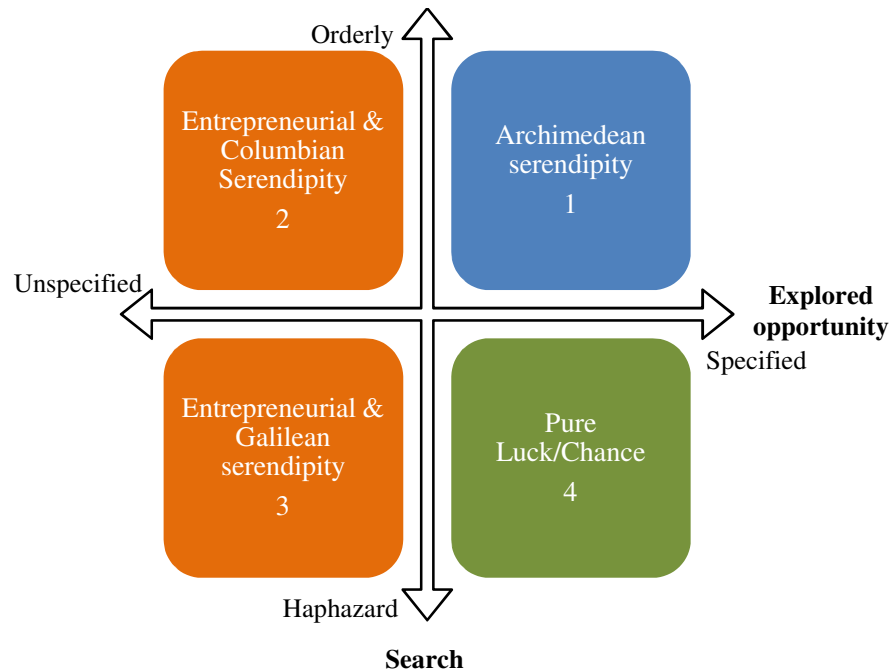 Orderly
Entrepreneurial &
Columbian
Serendipity
2
Archimedean
serendipity
1
Unspecified
Explored
opportunity
Specified
Entrepreneurial &
Galilean
serendipity
3
Pure
Luck/Chance
4
Haphazard
Search